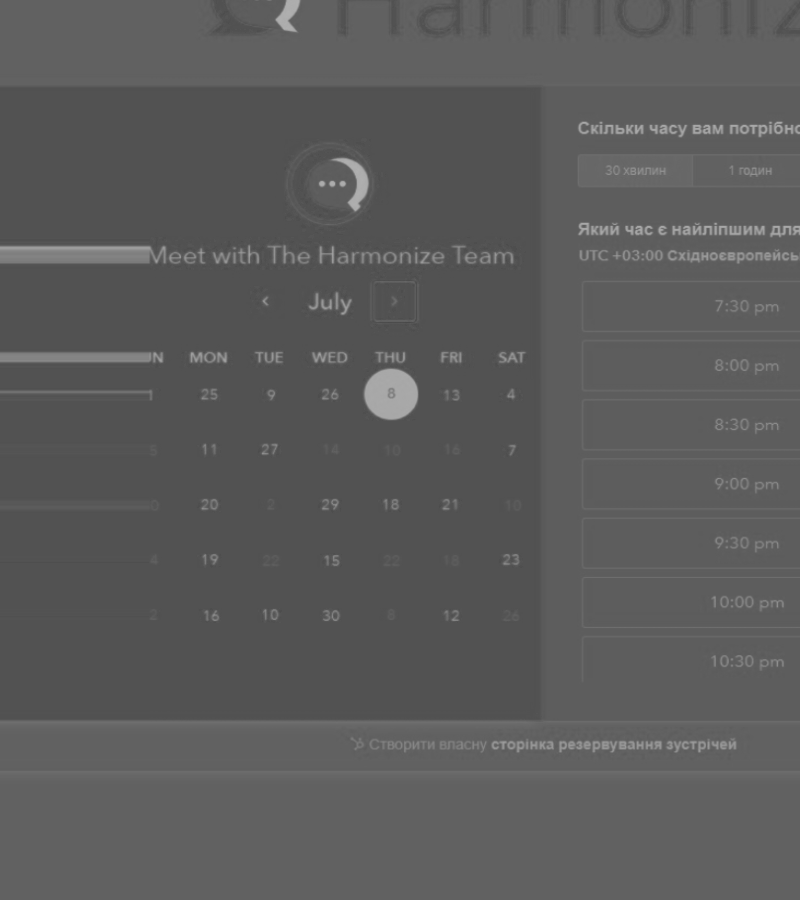 Harmoniz
Meet with The Harmonize Team
July
N MON TUE WED THU FRI SAT
1 25 9 26 8 13 4
5 11 27 14 10 16 7
0 20 2 29 18 21 10
4 19 22 15 22 18 23
2 16 10 30 8 12 26
Скільки часу вам потрібно
30 хвилин 1 годин
Який час є найліпшим для
UTC +03:00 Східноєвропейсь
7:30 pm
8:00 pm
8:30 pm
9:00 pm
9:30 pm
10:00 pm
10:30 pm
Створити власну сторінка резервування зустрічей